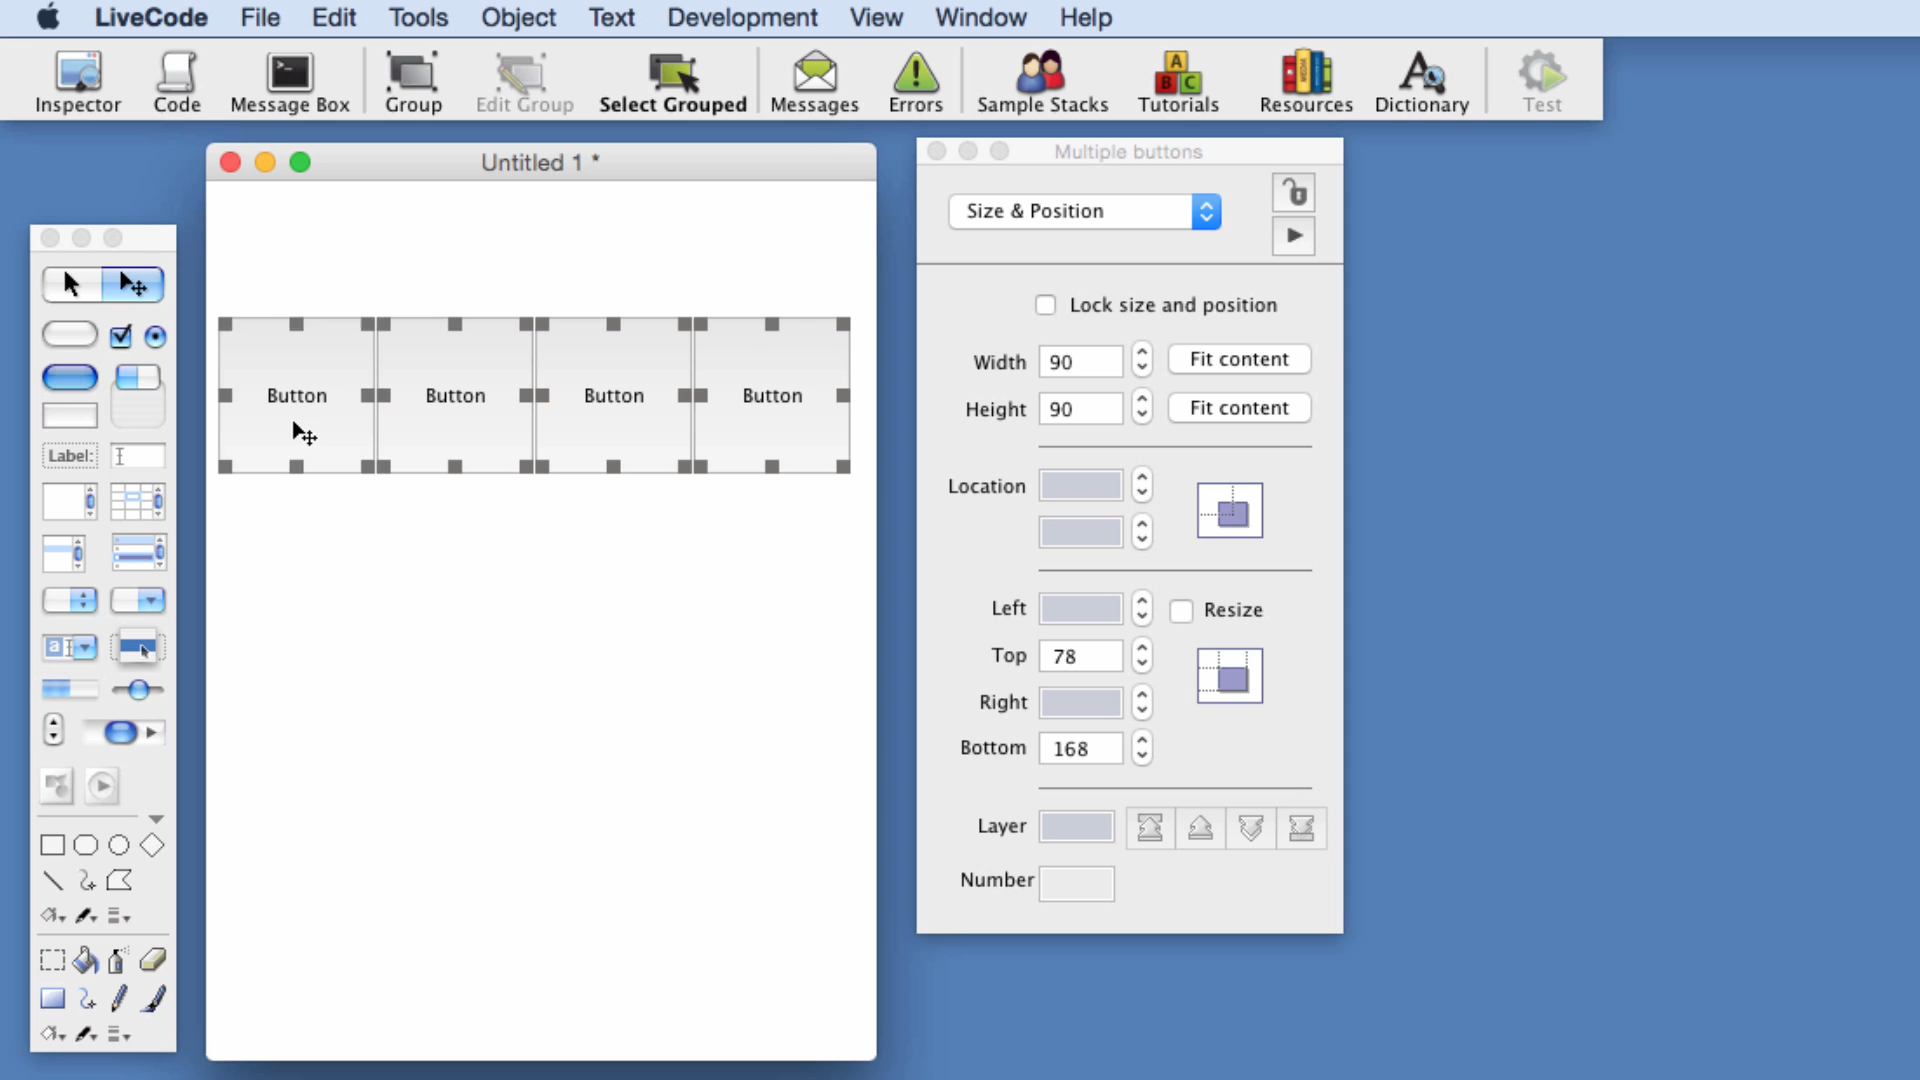 LiveCode File Edit Tools Object Text Development View Window Help
Inspector Code Message Box Group Edit Group Select Grouped Messages Errors Sample Stacks Tutorials Resources Dictionary Test
Untitled 1 *
Multiple buttons
Size & Position
Lock size and position
Width 90 Fit content
Height 90 Fit content
Button Button Button Button
Label:
Location
Left Resize
Top 78
Right
Bottom 168
Layer
Number